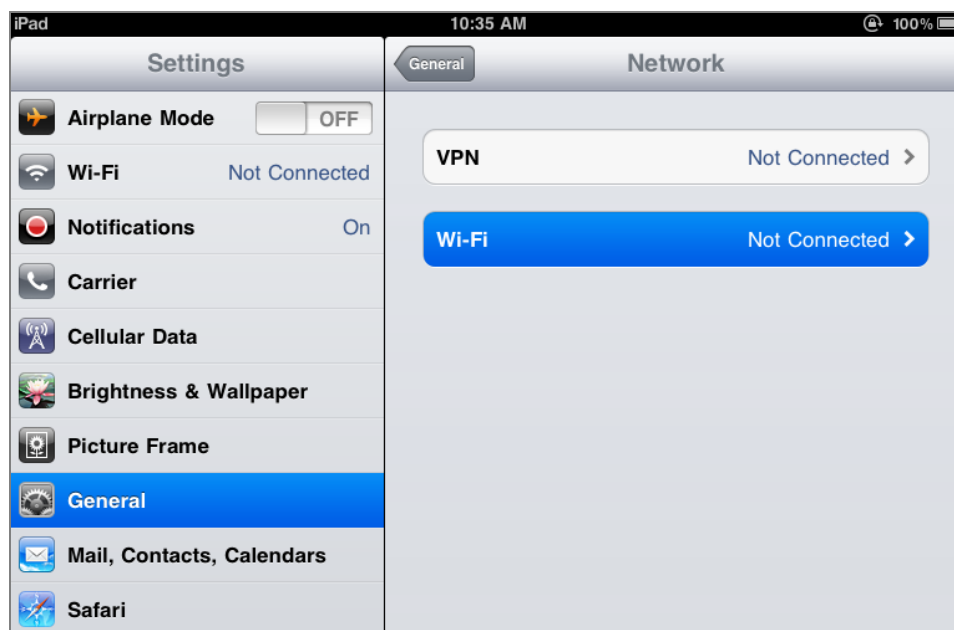 iPad 10:35 AM 100%
Settings
Airplane Mode OFF
Wi-Fi Not Connected
Notifications On
Carrier
Cellular Data
Brightness & Wallpaper
Picture Frame
General
Mail, Contacts, Calendars
Safari
General Network
VPN Not Connected
Wi-Fi Not Connected